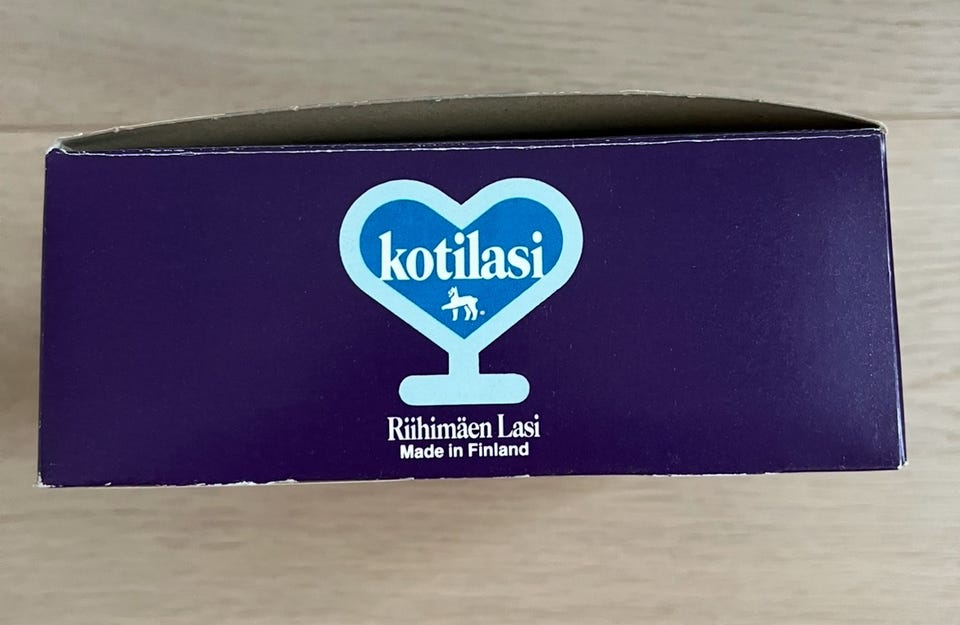 kotilasi
Riihimäen Lasi
Made in Finland